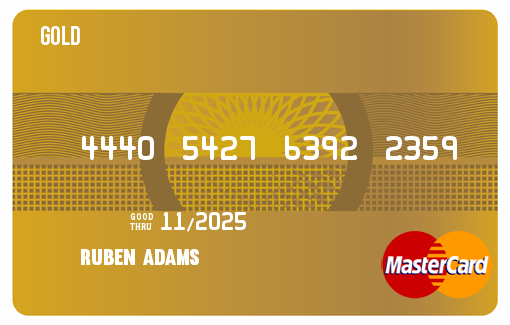 GOLD
4440 5427 6392 2359
GOOD
THRU 11/2025
RUBEN ADAMS
MasterCard